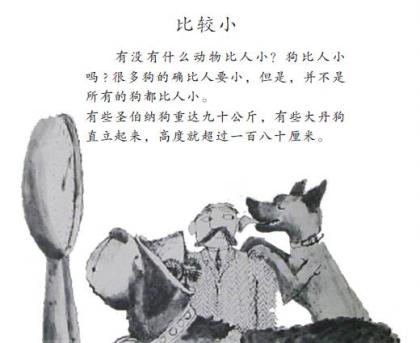 比较小
有没有什么动物比人小？狗比人小
吗？很多狗的确比人要小，但是，并不是
所有的狗都比人小。
有些圣伯纳狗重达九十公斤，有些大丹狗
直立起来，高度就超过一百八十厘米。